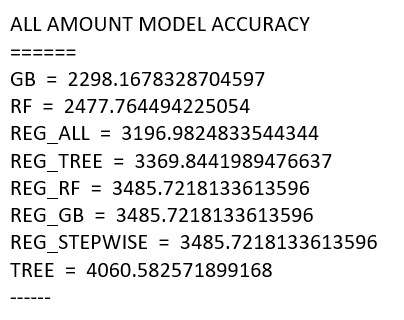 ALL AMOUNT MODEL ACCURACY
======
GB = 2298.1678328704597
RF = 2477.764494225054
REG_ALL = 3196.9824833544344
REG_TREE = 3369.8441989476637
REG_RF = 3485.7218133613596
REG_GB = 3485.7218133613596
REG_STEPWISE = 3485.7218133613596
TREE = 4060.582571899168
------